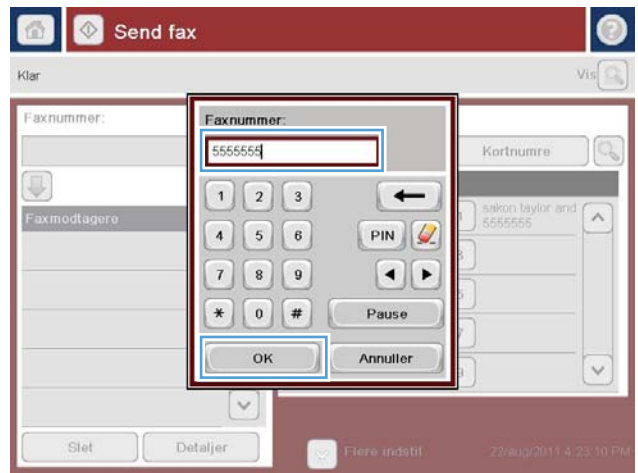 Send fax
Klar
Vis
Faxnummer:
Kortnumre
Faxmodtagere
sakon taylor and
5555555
Faxnummer:
5555555
1 2 3
4 5 6
PIN
7 8 9
* 0 #
Pause
OK
Annuller
Slet
Detaljer
Flere indstil
22/aug/2011 4:23:10 PM